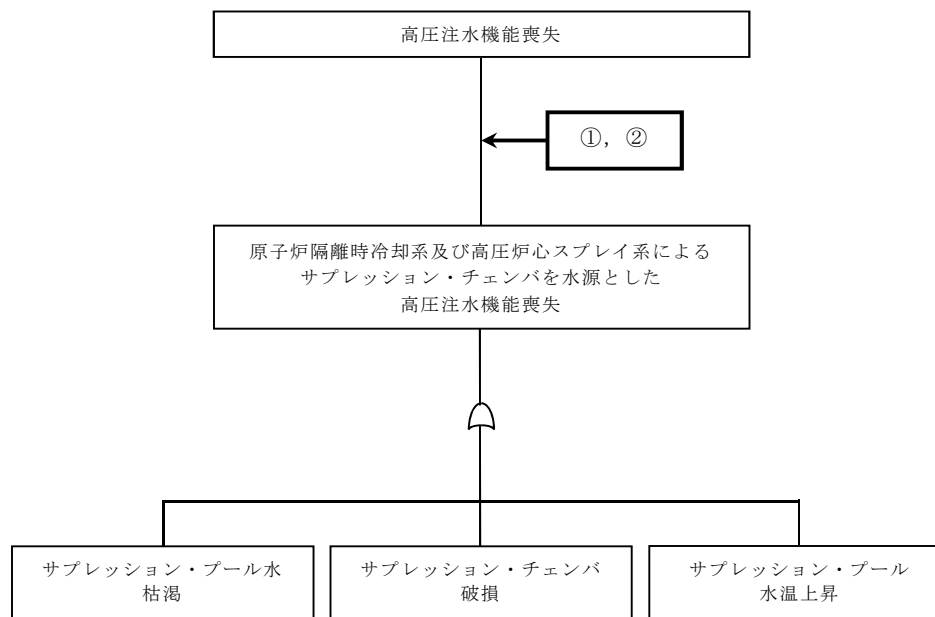 高圧注水機能喪失
①，②
原子炉隔離時冷却系及び高圧炉心スプレイ系による
サプレッション・チェンバを水源とした
高圧注水機能喪失
サプレッション・プール水
枯渇
サプレッション・チェンバ
破損
サプレッション・プール
水温上昇